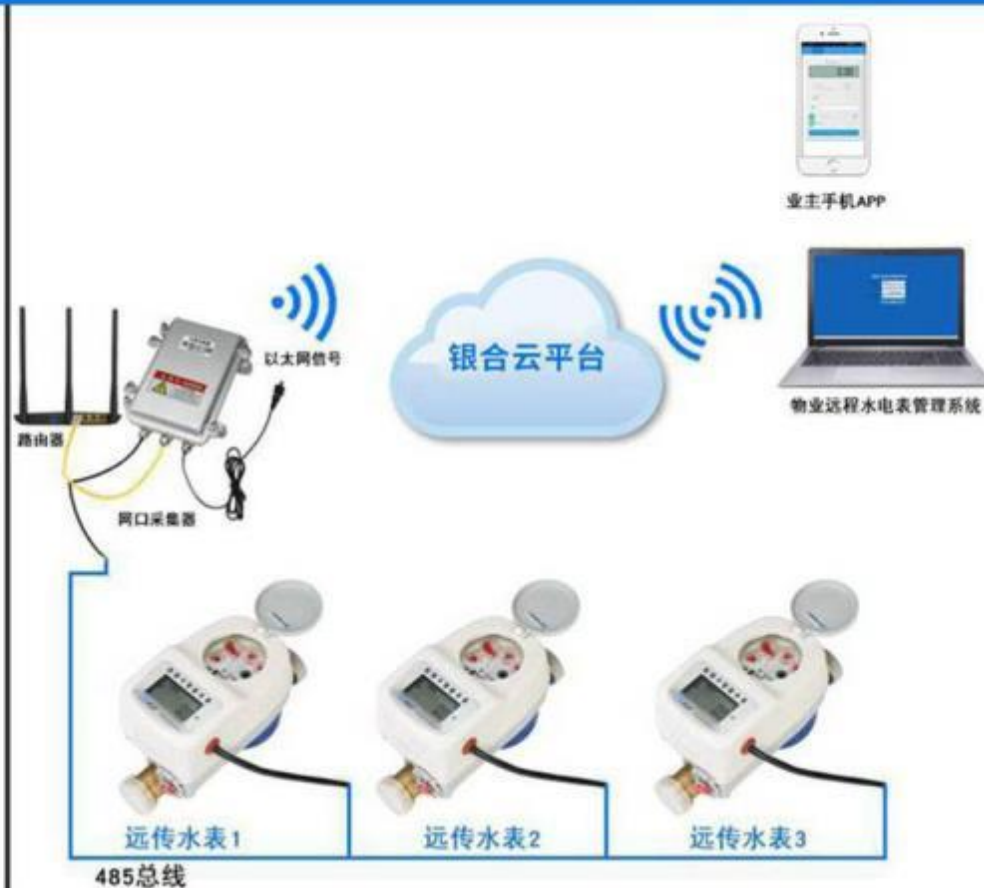 业主手机APP
银合云平台
以太网信号
物业远程水电表管理系统
路由器
网口采集器
远传水表1
远传水表2
远传水表3
485总线